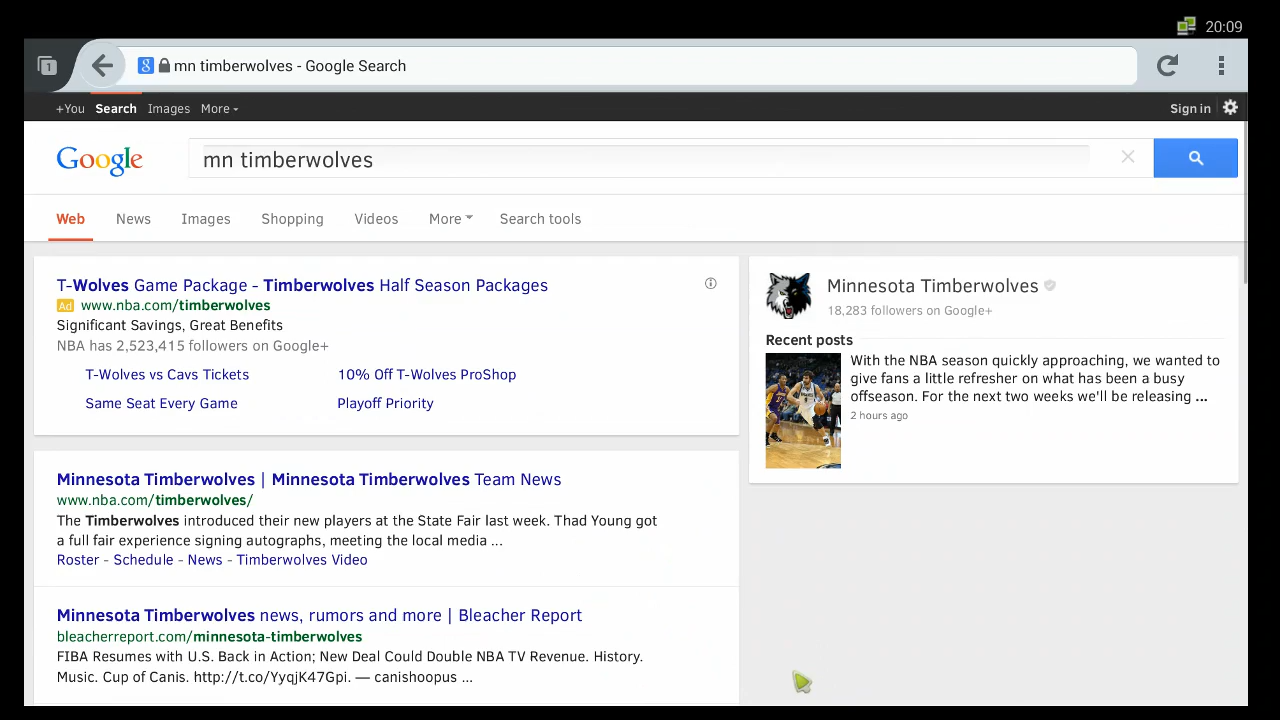 20:09
1
mn timberwolves - Google Search
+You Search Images More
Sign in
Google
mn timberwolves
Web News Images Shopping Videos More Search tools
T-Wolves Game Package - Timberwolves Half Season Packages
Ad www.nba.com/timberwolves
Significant Savings, Great Benefits
NBA has 2,523,415 followers on Google+
T-Wolves vs Cavs Tickets 10% Off T-Wolves ProShop
Same Seat Every Game Playoff Priority
Minnesota Timberwolves | Minnesota Timberwolves Team News
www.nba.com/timberwolves/
The Timberwolves introduced their new players at the State Fair last week. Thad Young got
a full fair experience signing autographs, meeting the local media ...
Roster - Schedule - News - Timberwolves Video
Minnesota Timberwolves news, rumors and more | Bleacher Report
bleacherreport.com/minnesota-timberwolves
FIBA Resumes with U.S. Back in Action; New Deal Could Double NBA TV Revenue. History.
Music. Cup of Canis. http://t.co/YyqjK47Gpi. — canishoopus ...
Minnesota Timberwolves
18,283 followers on Google+
Recent posts
With the NBA season quickly approaching, we wanted to
give fans a little refresher on what has been a busy
offseason. For the next two weeks we'll be releasing ...
2 hours ago